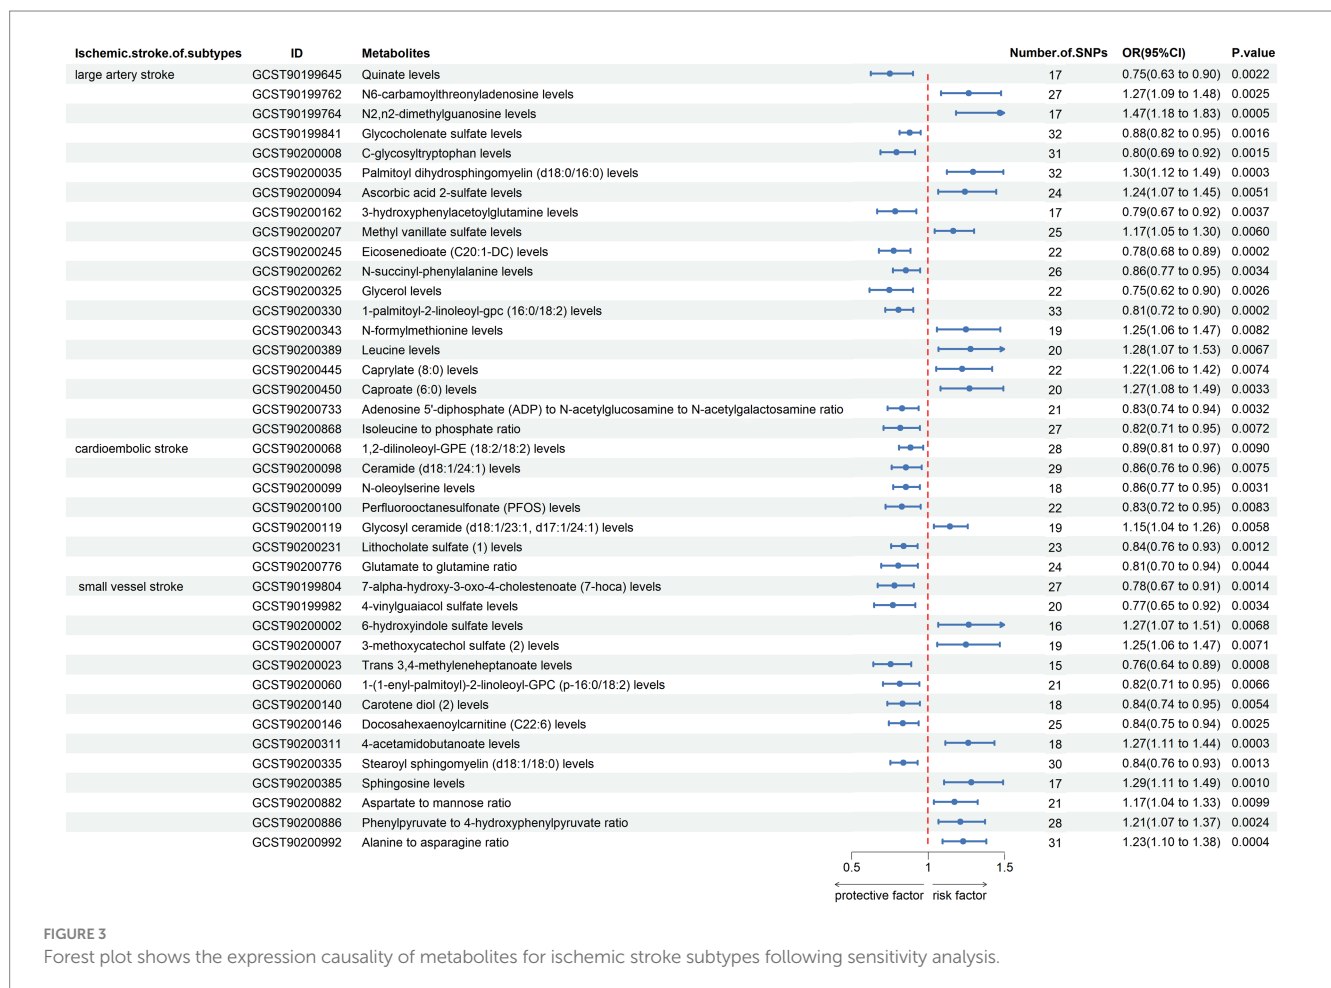 Ischemic.stroke.of.subtypes ID Metabolites Number.of.SNPs OR(95%CI) P.value
large artery stroke GCST90199645 Quinate levels 17 0.75(0.63 to 0.90) 0.0022
GCST90199762 N6-carbamoylthreonyladenosine levels 27 1.27(1.09 to 1.48) 0.0025
GCST90199764 N2,n2-dimethylguanosine levels 17 1.47(1.18 to 1.83) 0.0005
GCST90199841 Glycocholenate sulfate levels 32 0.88(0.82 to 0.95) 0.0016
GCST90200008 C-glycosyltryptophan levels 31 0.80(0.69 to 0.92) 0.0015
GCST90200035 Palmitoyl dihydrosphingomyelin (d18:0/16:0) levels 32 1.30(1.12 to 1.49) 0.0003
GCST90200094 Ascorbic acid 2-sulfate levels 24 1.24(1.07 to 1.45) 0.0051
GCST90200162 3-hydroxyphenylacetoylglutamine levels 17 0.79(0.67 to 0.92) 0.0037
GCST90200207 Methyl vanillate sulfate levels 25 1.17(1.05 to 1.30) 0.0060
GCST90200245 Eicosenedioate (C20:1-DC) levels 22 0.78(0.68 to 0.89) 0.0002
GCST90200262 N-succinyl-phenylalanine levels 26 0.86(0.77 to 0.95) 0.0034
GCST90200325 Glycerol levels 22 0.75(0.62 to 0.90) 0.0026
GCST90200330 1-palmitoyl-2-linoleoyl-gpc (16:0/18:2) levels 33 0.81(0.72 to 0.90) 0.0002
GCST90200343 N-formylmethionine levels 19 1.25(1.06 to 1.47) 0.0082
GCST90200389 Leucine levels 20 1.28(1.07 to 1.53) 0.0067
GCST90200445 Caprylate (8:0) levels 22 1.22(1.06 to 1.42) 0.0074
GCST90200450 Caproate (6:0) levels 20 1.27(1.08 to 1.49) 0.0033
GCST90200733 Adenosine 5'-diphosphate (ADP) to N-acetylglucosamine to N-acetylgalactosamine ratio 21 0.83(0.74 to 0.94) 0.0032
GCST90200868 Isoleucine to phosphate ratio 27 0.82(0.71 to 0.95) 0.0072
cardioembolic stroke GCST90200068 1,2-dilinoleoyl-GPE (18:2/18:2) levels 28 0.89(0.81 to 0.97) 0.0090
GCST90200098 Ceramide (d18:1/24:1) levels 29 0.86(0.76 to 0.96) 0.0075
GCST90200099 N-oleoylserine levels 18 0.86(0.77 to 0.95) 0.0031
GCST90200100 Perfluorooctanesulfonate (PFOS) levels 22 0.83(0.72 to 0.95) 0.0083
GCST90200119 Glycosyl ceramide (d18:1/23:1, d17:1/24:1) levels 19 1.15(1.04 to 1.26) 0.0058
GCST90200231 Lithocholate sulfate (1) levels 23 0.84(0.76 to 0.93) 0.0012
GCST90200776 Glutamate to glutamine ratio 24 0.81(0.70 to 0.94) 0.0044
small vessel stroke GCST90199804 7-alpha-hydroxy-3-oxo-4-cholestenoate (7-hoca) levels 27 0.78(0.67 to 0.91) 0.0014
GCST90199982 4-vinylguaiacol sulfate levels 20 0.77(0.65 to 0.92) 0.0034
GCST90200002 6-hydroxyindole sulfate levels 16 1.27(1.07 to 1.51) 0.0068
GCST90200007 3-methoxycatechol sulfate (2) levels 19 1.25(1.06 to 1.47) 0.0071
GCST90200023 Trans 3,4-methyleneheptanoate levels 15 0.76(0.64 to 0.89) 0.0008
GCST90200060 1-(1-enyl-palmitoyl)-2-linoleoyl-GPC (p-16:0/18:2) levels 21 0.82(0.71 to 0.95) 0.0066
GCST90200140 Carotene diol (2) levels 18 0.84(0.74 to 0.95) 0.0054
GCST90200146 Docosahexaenoylcarnitine (C22:6) levels 25 0.84(0.75 to 0.94) 0.0025
GCST90200311 4-acetamidobutanoate levels 18 1.27(1.11 to 1.44) 0.0003
GCST90200335 Stearoyl sphingomyelin (d18:1/18:0) levels 30 0.84(0.76 to 0.93) 0.0013
GCST90200385 Sphingosine levels 17 1.29(1.11 to 1.49) 0.0010
GCST90200882 Aspartate to mannose ratio 21 1.17(1.04 to 1.33) 0.0099
GCST90200886 Phenylpyruvate to 4-hydroxyphenylpyruvate ratio 28 1.21(1.07 to 1.37) 0.0024
GCST90200992 Alanine to asparagine ratio 31 1.23(1.10 to 1.38) 0.0004
0.5 1 1.5
protective factor risk factor
FIGURE 3
Forest plot shows the expression causality of metabolites for ischemic stroke subtypes following sensitivity analysis.